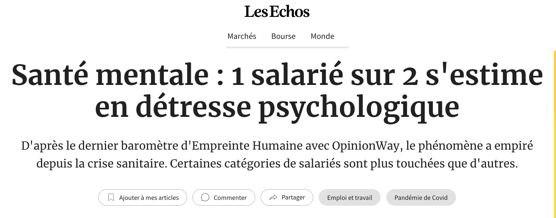 Les Echos
Marchés Bourse Monde
Santé mentale : 1 salarié sur 2 s'estime
en détresse psychologique
D'après le dernier baromètre d'Empreinte Humaine avec OpinionWay, le phénomène a empiré
depuis la crise sanitaire. Certaines catégories de salariés sont plus touchées que d'autres.
Ajouter à mes articles Commenter Partager Emploi et travail Pandémie de Covid